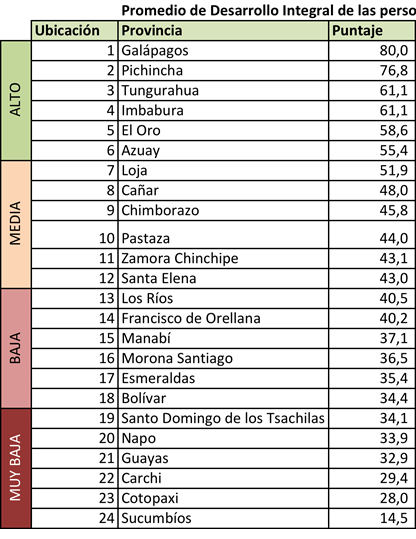 Promedio de Desarrollo Integral de las perso
Ubicación Provincia Puntaje
ALTO
1 Galápagos 80,0
2 Pichincha 76,8
3 Tungurahua 61,1
4 Imbabura 61,1
5 El Oro 58,6
6 Azuay 55,4
MEDIA
7 Loja 51,9
8 Cañar 48,0
9 Chimborazo 45,8
10 Pastaza 44,0
11 Zamora Chinchipe 43,1
12 Santa Elena 43,0
BAJA
13 Los Ríos 40,5
14 Francisco de Orellana 40,2
15 Manabí 37,1
16 Morona Santiago 36,5
17 Esmeraldas 35,4
18 Bolívar 34,4
MUY BAJA
19 Santo Domingo de los Tsachilas 34,1
20 Napo 33,9
21 Guayas 32,9
22 Carchi 29,4
23 Cotopaxi 28,0
24 Sucumbíos 14,5